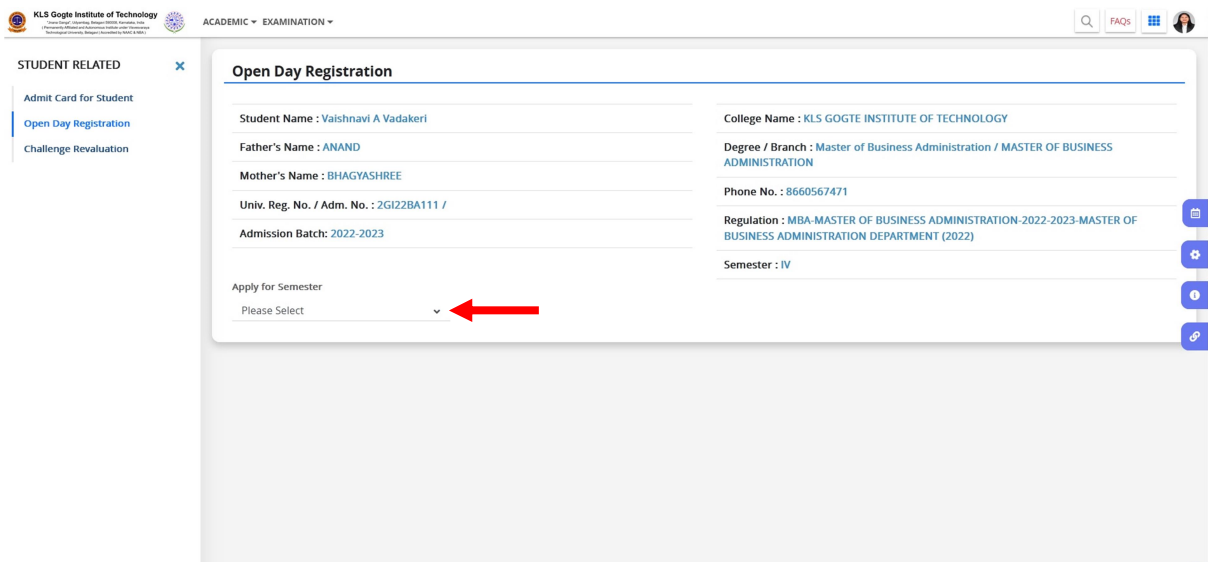 KLS Gogte Institute of Technology
ACADEMIC EXAMINATION
FAQs
STUDENT RELATED
Admit Card for Student
Open Day Registration
Challenge Revaluation
Open Day Registration
Student Name : Vaishnavi A Vadakeri
Father's Name : ANAND
Mother's Name : BHAGYASHREE
Univ. Reg. No. / Adm. No. : 2GI22BA111 /
Admission Batch: 2022-2023
College Name : KLS GOGTE INSTITUTE OF TECHNOLOGY
Degree / Branch : Master of Business Administration / MASTER OF BUSINESS
ADMINISTRATION
Phone No. : 8660567471
Regulation : MBA-MASTER OF BUSINESS ADMINISTRATION-2022-2023-MASTER OF
BUSINESS ADMINISTRATION DEPARTMENT (2022)
Semester : IV
Apply for Semester
Please Select